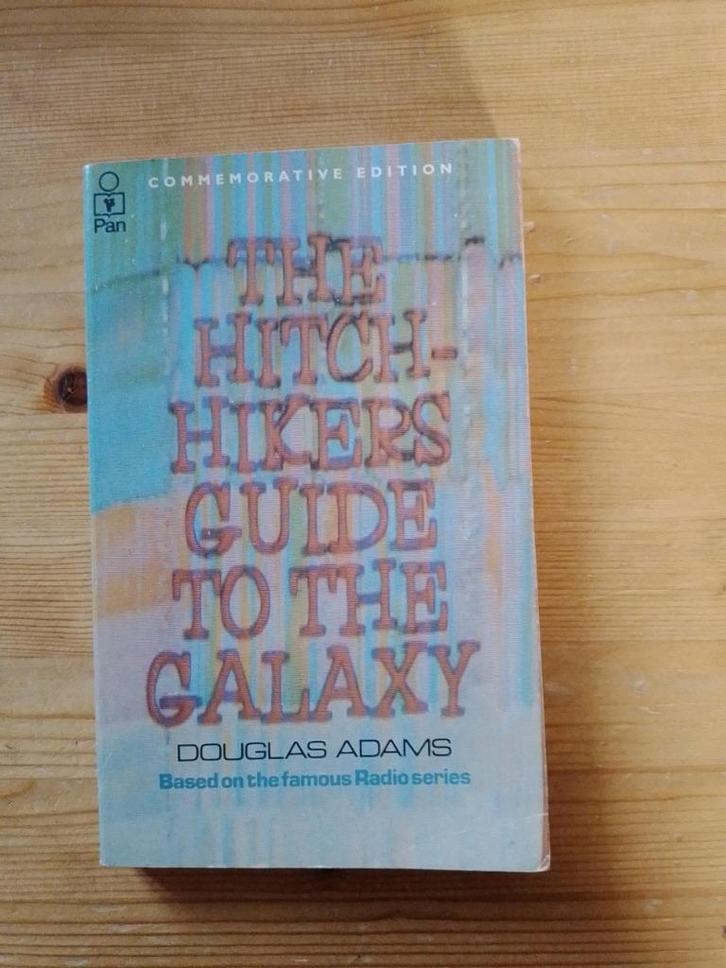 COMMEMORATIVE EDITION
Pan
THE
HITCH-
HIKERS
GUIDE
TO THE
GALAXY
DOUGLAS ADAMS
Based on the famous Radio series